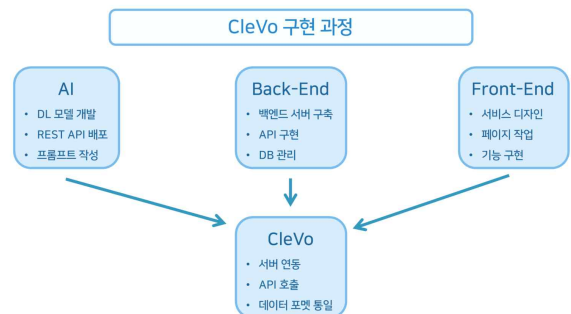 CleVo 구현 과정
AI
• DL 모델 개발
• REST API 배포
• 프롬프트 작성
Back-End
• 백엔드 서버 구축
• API 구현
• DB 관리
Front-End
• 서비스 디자인
• 페이지 작업
• 기능 구현
CleVo
• 서버 연동
• API 호출
• 데이터 포멧 통일